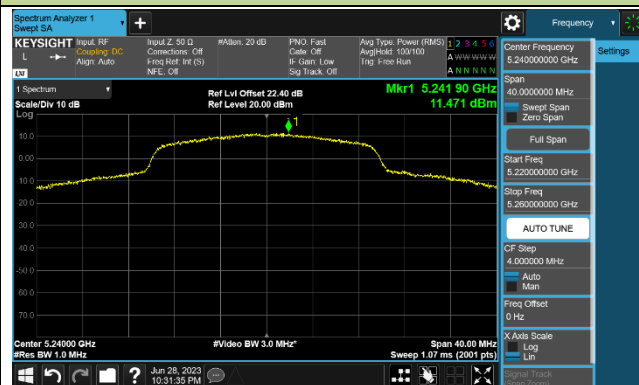 Spectrum Analyzer 1
Swept SA
Frequency
KEYSIGHT
L
LXI
Input: RF
Coupling: DC
Align: Auto
Input Z: 50 Ω
Corrections: Off
Freq Ref: Int (S)
NFE: Off
#Atten: 20 dB
PNO: Fast
Gate: Off
IF Gain: Low
Sig Track: Off
Avg Type: Power (RMS)
Avg|Hold: 100/100
Trig: Free Run
1 2 3 4 5 6
A W W W W W
A N N N N N
1 Spectrum
Scale/Div 10 dB
Log
Ref Lvl Offset 22.40 dB
Ref Level 20.00 dBm
Mkr1 5.241 90 GHz
11.471 dBm
1
10.0
0.00
-10.0
-20.0
-30.0
-40.0
-50.0
-60.0
-70.0
Center 5.24000 GHz
#Res BW 1.0 MHz
#Video BW 3.0 MHz*
Span 40.00 MHz
Sweep 1.07 ms (2001 pts)
Center Frequency
5.240000000 GHz
Settings
Span
40.0000000 MHz
Swept Span
Zero Span
Full Span
Start Freq
5.220000000 GHz
Stop Freq
5.260000000 GHz
AUTO TUNE
CF Step
4.000000 MHz
Auto
Man
Freq Offset
0 Hz
X Axis Scale
Log
Lin
Signal Track
(Span Zoom)
Jun 28, 2023
10:31:35 PM